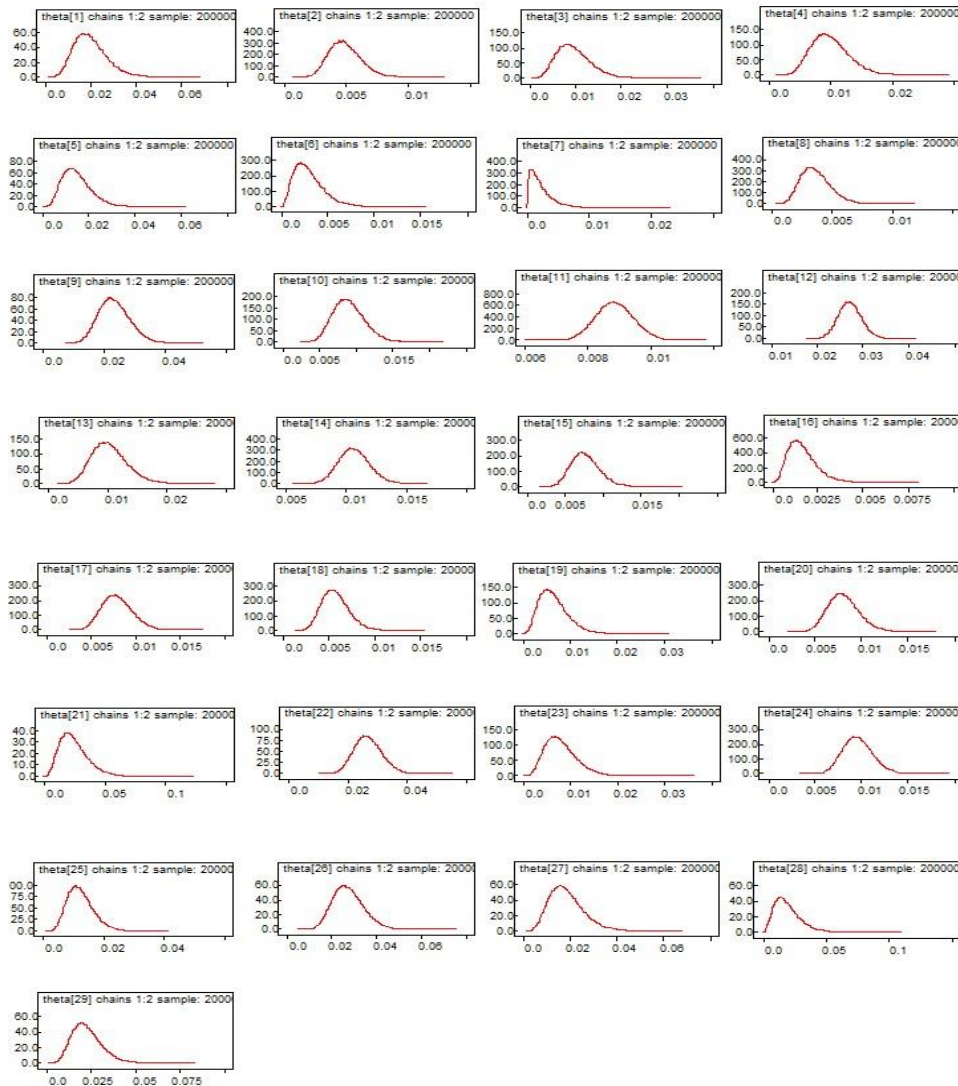 theta[1] chains 1:2 sample: 200000
60.0
40.0
20.0
0.0
0.0 0.02 0.04 0.06
theta[2] chains 1:2 sample: 200000
400.0
300.0
200.0
100.0
0.0
0.0 0.005 0.01
theta[3] chains 1:2 sample: 200000
150.0
100.0
50.0
0.0
0.0 0.01 0.02 0.03
theta[4] chains 1:2 sample: 200000
150.0
100.0
50.0
0.0
0.0 0.01 0.02
theta[5] chains 1:2 sample: 200000
80.0
60.0
40.0
20.0
0.0
0.0 0.02 0.04 0.06
theta[6] chains 1:2 sample: 200000
300.0
200.0
100.0
0.0
0.0 0.005 0.01 0.015
theta[7] chains 1:2 sample: 200000
400.0
300.0
200.0
100.0
0.0
0.0 0.01 0.02
theta[8] chains 1:2 sample: 200000
400.0
300.0
200.0
100.0
0.0
0.0 0.005 0.01
theta[9] chains 1:2 sample: 200000
80.0
60.0
40.0
20.0
0.0
0.0 0.02 0.04
theta[10] chains 1:2 sample: 200000
200.0
150.0
100.0
50.0
0.0
0.0 0.005 0.015
theta[11] chains 1:2 sample: 200000
800.0
600.0
400.0
200.0
0.0
0.006 0.008 0.01
theta[12] chains 1:2 sample: 200000
200.0
150.0
100.0
50.0
0.0
0.01 0.02 0.03 0.04
theta[13] chains 1:2 sample: 200000
150.0
100.0
50.0
0.0
0.0 0.01 0.02
theta[14] chains 1:2 sample: 200000
400.0
300.0
200.0
100.0
0.0
0.005 0.01 0.015
theta[15] chains 1:2 sample: 200000
300.0
200.0
100.0
0.0
0.0 0.005 0.015
theta[16] chains 1:2 sample: 200000
600.0
400.0
200.0
0.0
0.0 0.0025 0.005 0.0075
theta[17] chains 1:2 sample: 20000
300.0
200.0
100.0
0.0
0.0 0.005 0.01 0.015
theta[18] chains 1:2 sample: 200000
300.0
200.0
100.0
0.0
0.0 0.005 0.01 0.015
theta[19] chains 1:2 sample: 200000
150.0
100.0
50.0
0.0
0.0 0.01 0.02 0.03
theta[20] chains 1:2 sample: 200000
300.0
200.0
100.0
0.0
0.0 0.005 0.01 0.015
theta[21] chains 1:2 sample: 200000
40.0
30.0
20.0
10.0
0.0
0.0 0.05 0.1
theta[22] chains 1:2 sample: 20000
100.0
75.0
50.0
25.0
0.0
0.0 0.02 0.04
theta[23] chains 1:2 sample: 200000
150.0
100.0
50.0
0.0
0.0 0.01 0.02 0.03
theta[24] chains 1:2 sample: 200000
300.0
200.0
100.0
0.0
0.0 0.005 0.01 0.015
theta[25] chains 1:2 sample: 200000
00.0
75.0
50.0
25.0
0.0
0.0 0.02 0.04
theta[26] chains 1:2 sample: 200000
60.0
40.0
20.0
0.0
0.0 0.02 0.04 0.06
theta[27] chains 1:2 sample: 200000
60.0
40.0
20.0
0.0
0.0 0.02 0.04 0.06
theta[28] chains 1:2 sample: 200000
60.0
40.0
20.0
0.0
0.0 0.05 0.1
theta[29] chains 1:2 sample: 20000
60.0
40.0
20.0
0.0
0.0 0.025 0.05 0.075